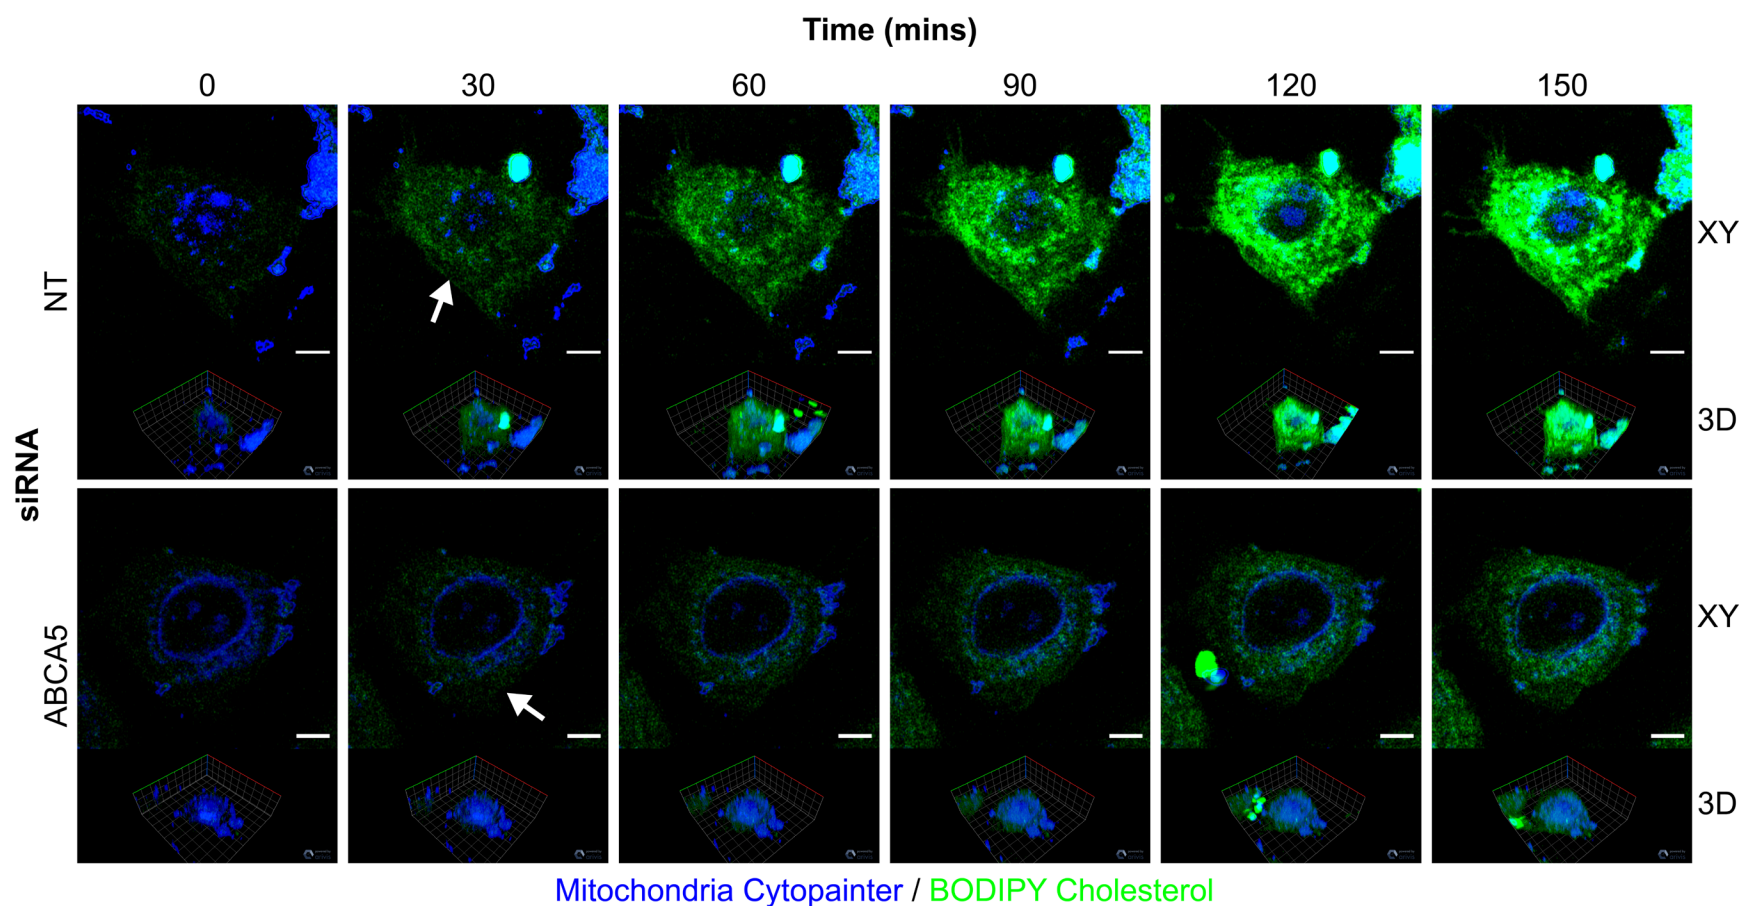 Time (mins)
0 30 60 90 120 150
XY
NT
3D
siRNA
XY
ABCA5
3D
Mitochondria Cytopainter / BODIPY Cholesterol